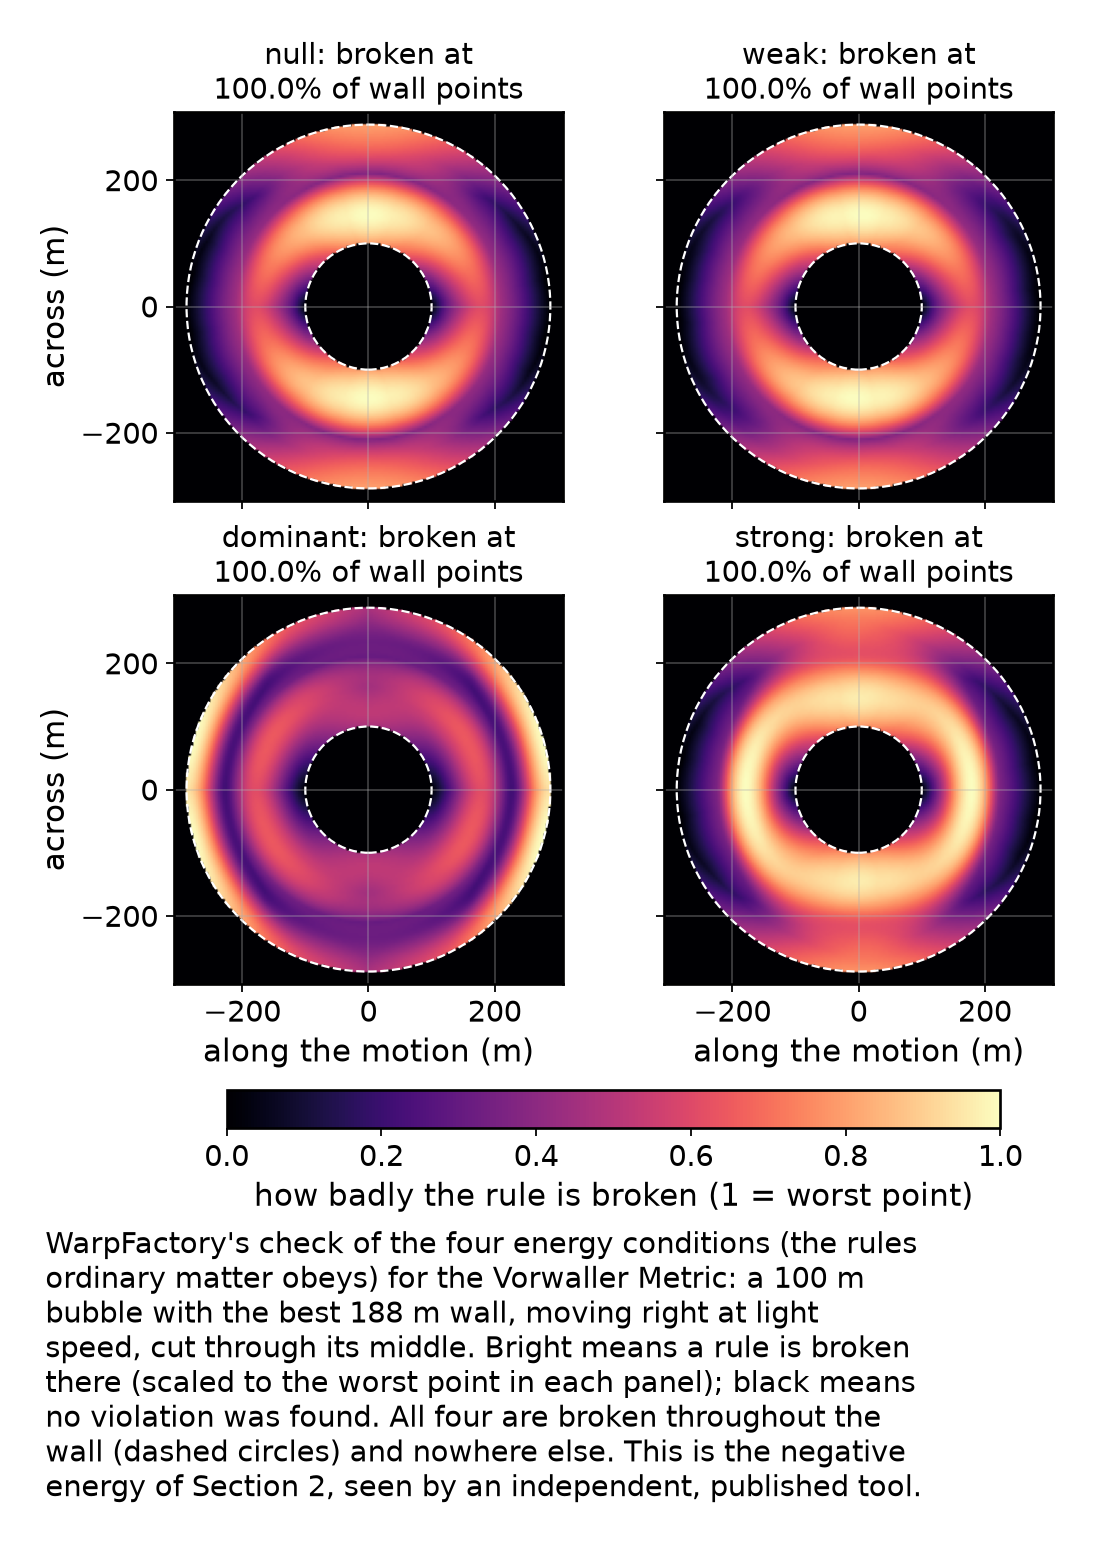 null: broken at
100.0% of wall points
weak: broken at
100.0% of wall points
across (m)
200
0
−200
dominant: broken at
100.0% of wall points
strong: broken at
100.0% of wall points
across (m)
200
0
−200
−200 0 200
along the motion (m)
−200 0 200
along the motion (m)
0.0 0.2 0.4 0.6 0.8 1.0
how badly the rule is broken (1 = worst point)
WarpFactory's check of the four energy conditions (the rules
ordinary matter obeys) for the Vorwaller Metric: a 100 m
bubble with the best 188 m wall, moving right at light
speed, cut through its middle. Bright means a rule is broken
there (scaled to the worst point in each panel); black means
no violation was found. All four are broken throughout the
wall (dashed circles) and nowhere else. This is the negative
energy of Section 2, seen by an independent, published tool.